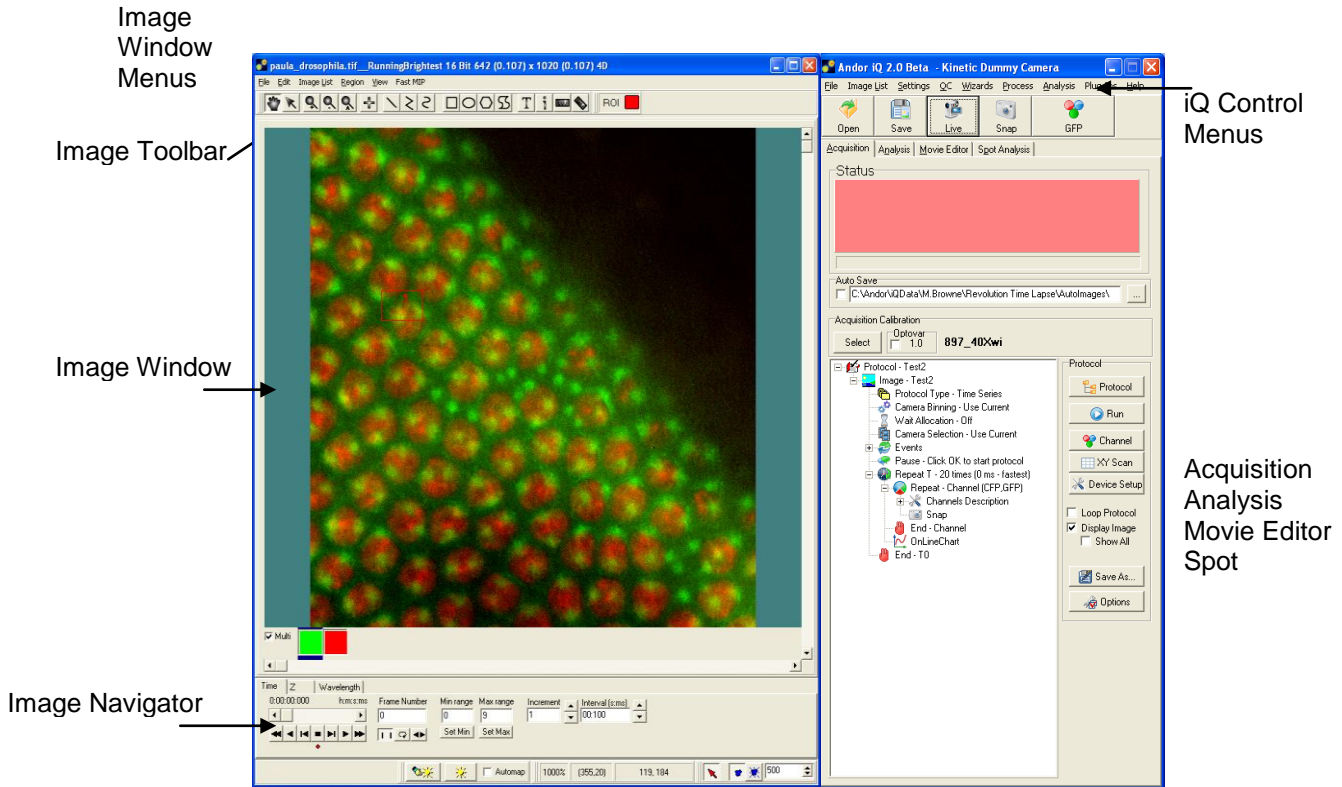 Image
Window
Menus
Image Toolbar
Image Window
Image Navigator
paula_drosophila.tif__RunningBrightest 16 Bit 642 (0.107) x 1020 (0.107) 4D
File Edit Image List Region View Fast MIP
T i ROI
Multi
Time Z Wavelength
0:00:00:000 h:m:s:ms Frame Number Min range Max range Increment Interval (s:ms)
0 0 9 1 00:100
Set Min Set Max
Automap 1000% (355,20) 119, 184 500
Andor iQ 2.0 Beta - Kinetic Dummy Camera
File Image List Settings OC Wizards Process Analysis Help
Open Save Live Snap GFP
Acquisition Analysis Movie Editor Spot Analysis
Status
Auto Save
C:\Andor\iQData\M.Browne\Revolution Time Lapse\AutoImages\ ...
Acquisition Calibration
Select Optovar 1.0 897_40Xwi
Protocol - Test2
Image - Test2
Protocol Type - Time Series
Camera Binning - Use Current
Wait Allocation - Off
Camera Selection - Use Current
Events
Pause - Click OK to start protocol
Repeat T - 20 times (0 ms - fastest)
Repeat - Channel (CFP,GFP)
Channels Description
Snap
End - Channel
OnLineChart
End - T0
Protocol
Protocol
Run
Channel
XY Scan
Device Setup
Loop Protocol
Display Image
Show All
Save As...
Options
iQ Control
Menus
Acquisition
Analysis
Movie Editor
Spot